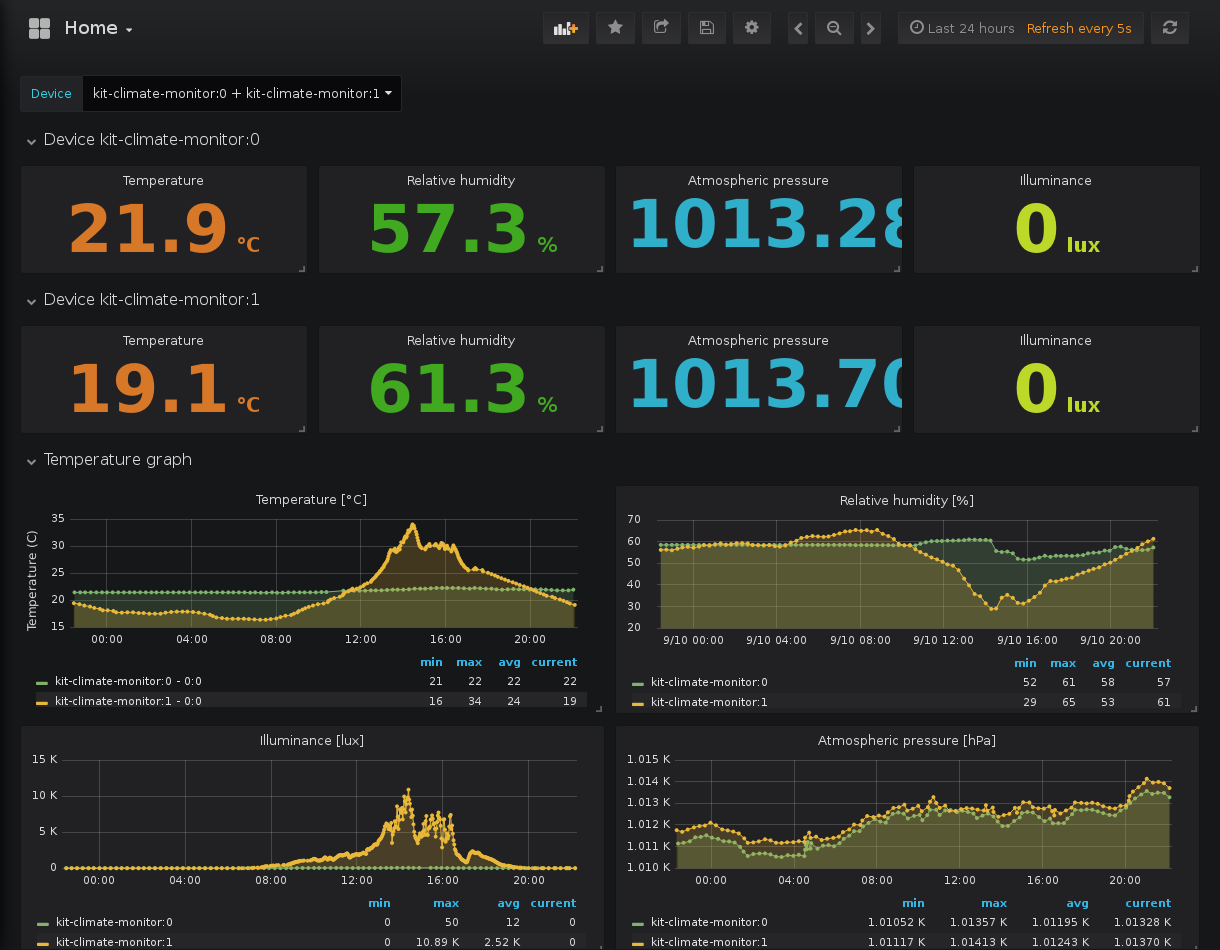 Home
Last 24 hours Refresh every 5s
Device kit-climate-monitor:0 + kit-climate-monitor:1
Device kit-climate-monitor:0
Temperature Relative humidity Atmospheric pressure Illuminance
21.9 °C 57.3 % 1013.28 0 lux
Device kit-climate-monitor:1
Temperature Relative humidity Atmospheric pressure Illuminance
19.1 °C 61.3 % 1013.70 0 lux
Temperature graph
Temperature [°C]
Temperature (C)
35
30
25
20
15
00:00 04:00 08:00 12:00 16:00 20:00
min max avg current
kit-climate-monitor:0 - 0:0 21 22 22 22
kit-climate-monitor:1 - 0:0 16 34 24 19
Relative humidity [%]
70
60
50
40
30
20
9/10 00:00 9/10 04:00 9/10 08:00 9/10 12:00 9/10 16:00 9/10 20:00
min max avg current
kit-climate-monitor:0 52 61 58 57
kit-climate-monitor:1 29 65 53 61
Illuminance [lux]
15 K
10 K
5 K
0
00:00 04:00 08:00 12:00 16:00 20:00
min max avg current
kit-climate-monitor:0 0 50 12 0
kit-climate-monitor:1 0 10.89 K 2.52 K 0
Atmospheric pressure [hPa]
1.015 K
1.014 K
1.013 K
1.012 K
1.011 K
1.010 K
00:00 04:00 08:00 12:00 16:00 20:00
min max avg current
kit-climate-monitor:0 1.01052 K 1.01357 K 1.01195 K 1.01328 K
kit-climate-monitor:1 1.01117 K 1.01413 K 1.01243 K 1.01370 K